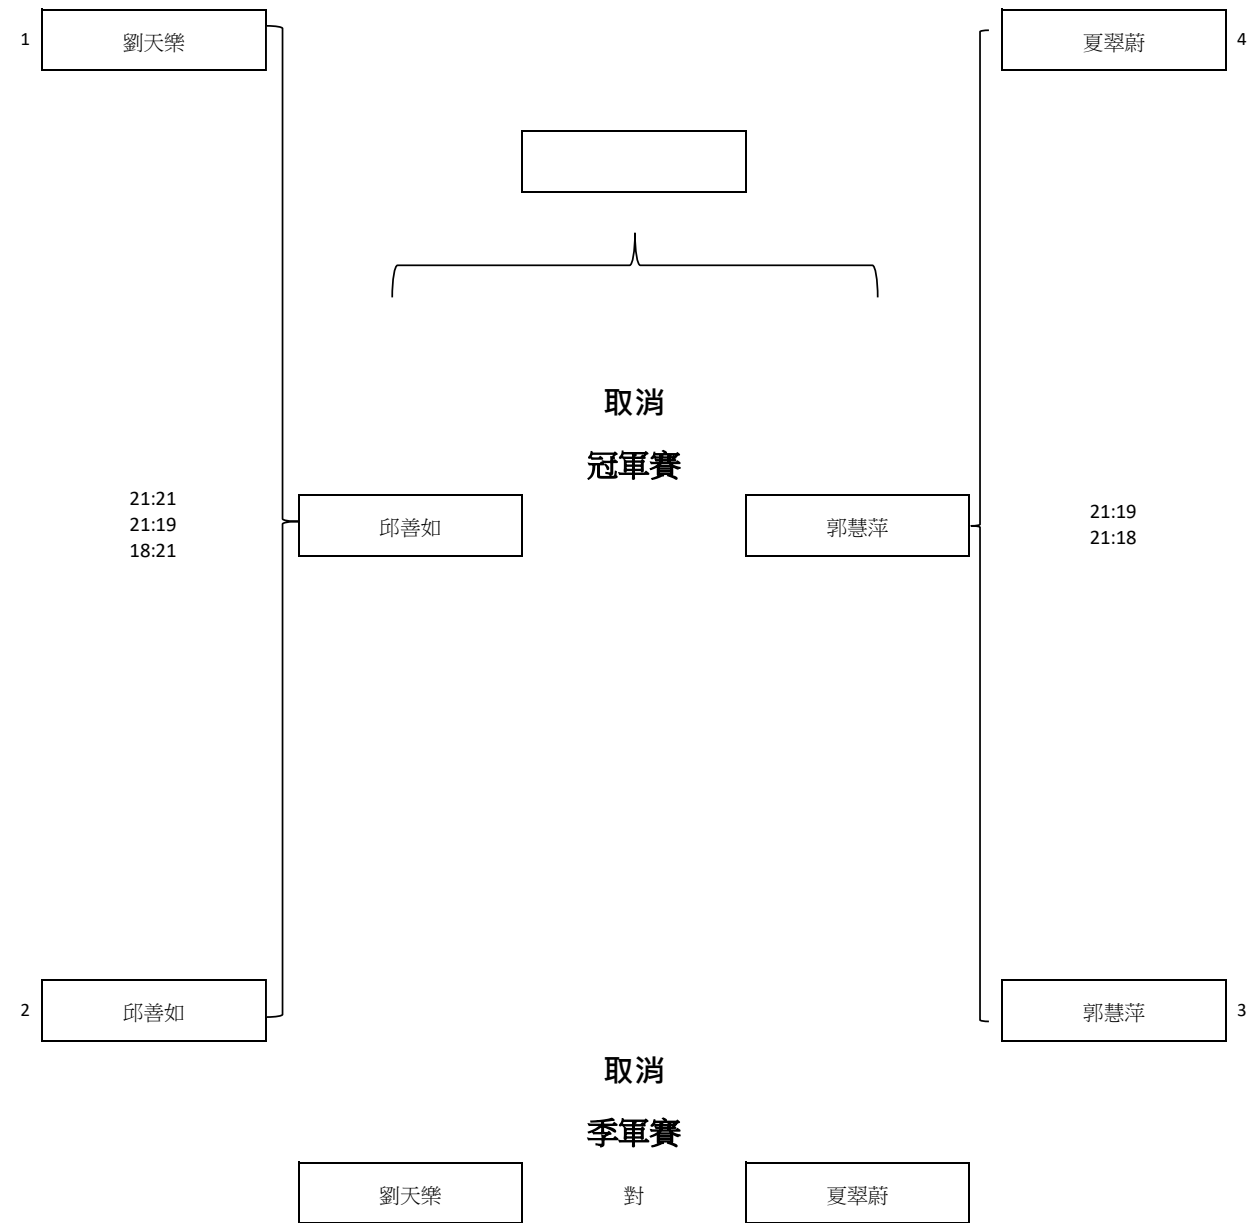 1
劉天樂
夏翠蔚
4
取消
冠軍賽
21:21
21:19
18:21
邱善如
郭慧萍
21:19
21:18
2
邱善如
郭慧萍
3
取消
季軍賽
劉天樂
對
夏翠蔚